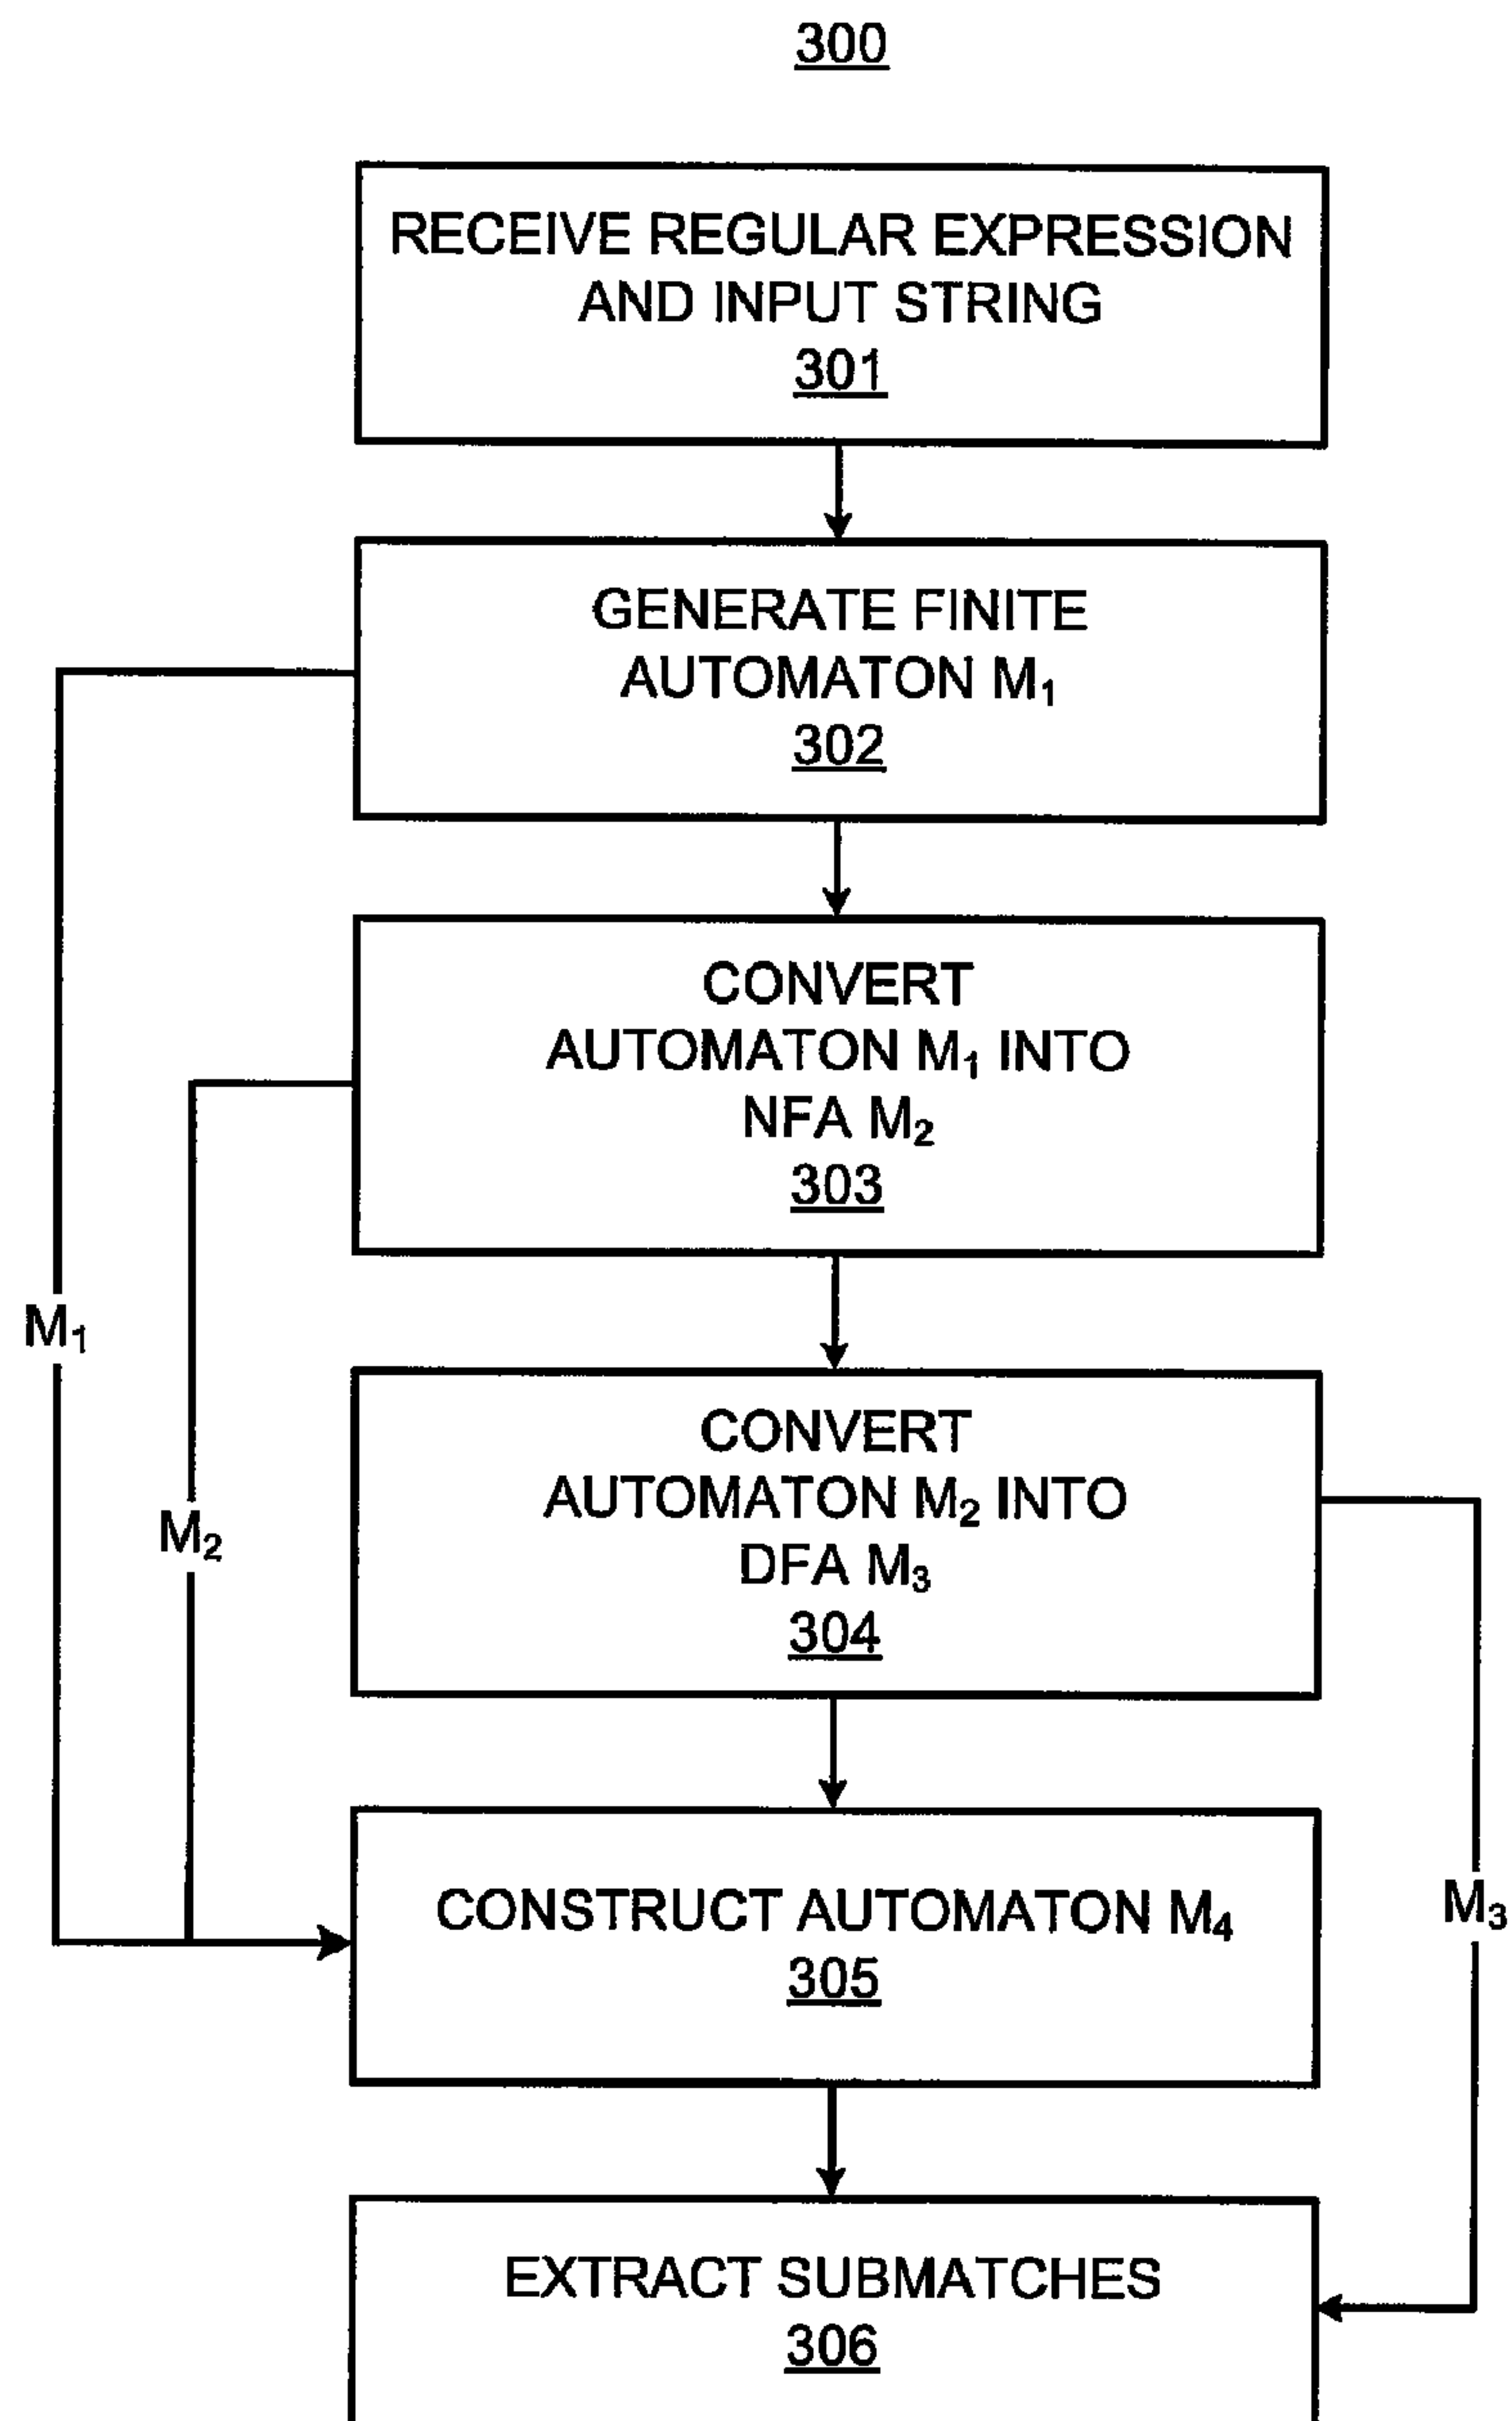 300
RECEIVE REGULAR EXPRESSION
AND INPUT STRING
301
GENERATE FINITE
AUTOMATON M₁
302
CONVERT
AUTOMATON M₁ INTO
NFA M₂
303
M₁
CONVERT
AUTOMATON M₂ INTO
DFA M₃
304
M₂
CONSTRUCT AUTOMATON M₄
305
M₃
EXTRACT SUBMATCHES
306